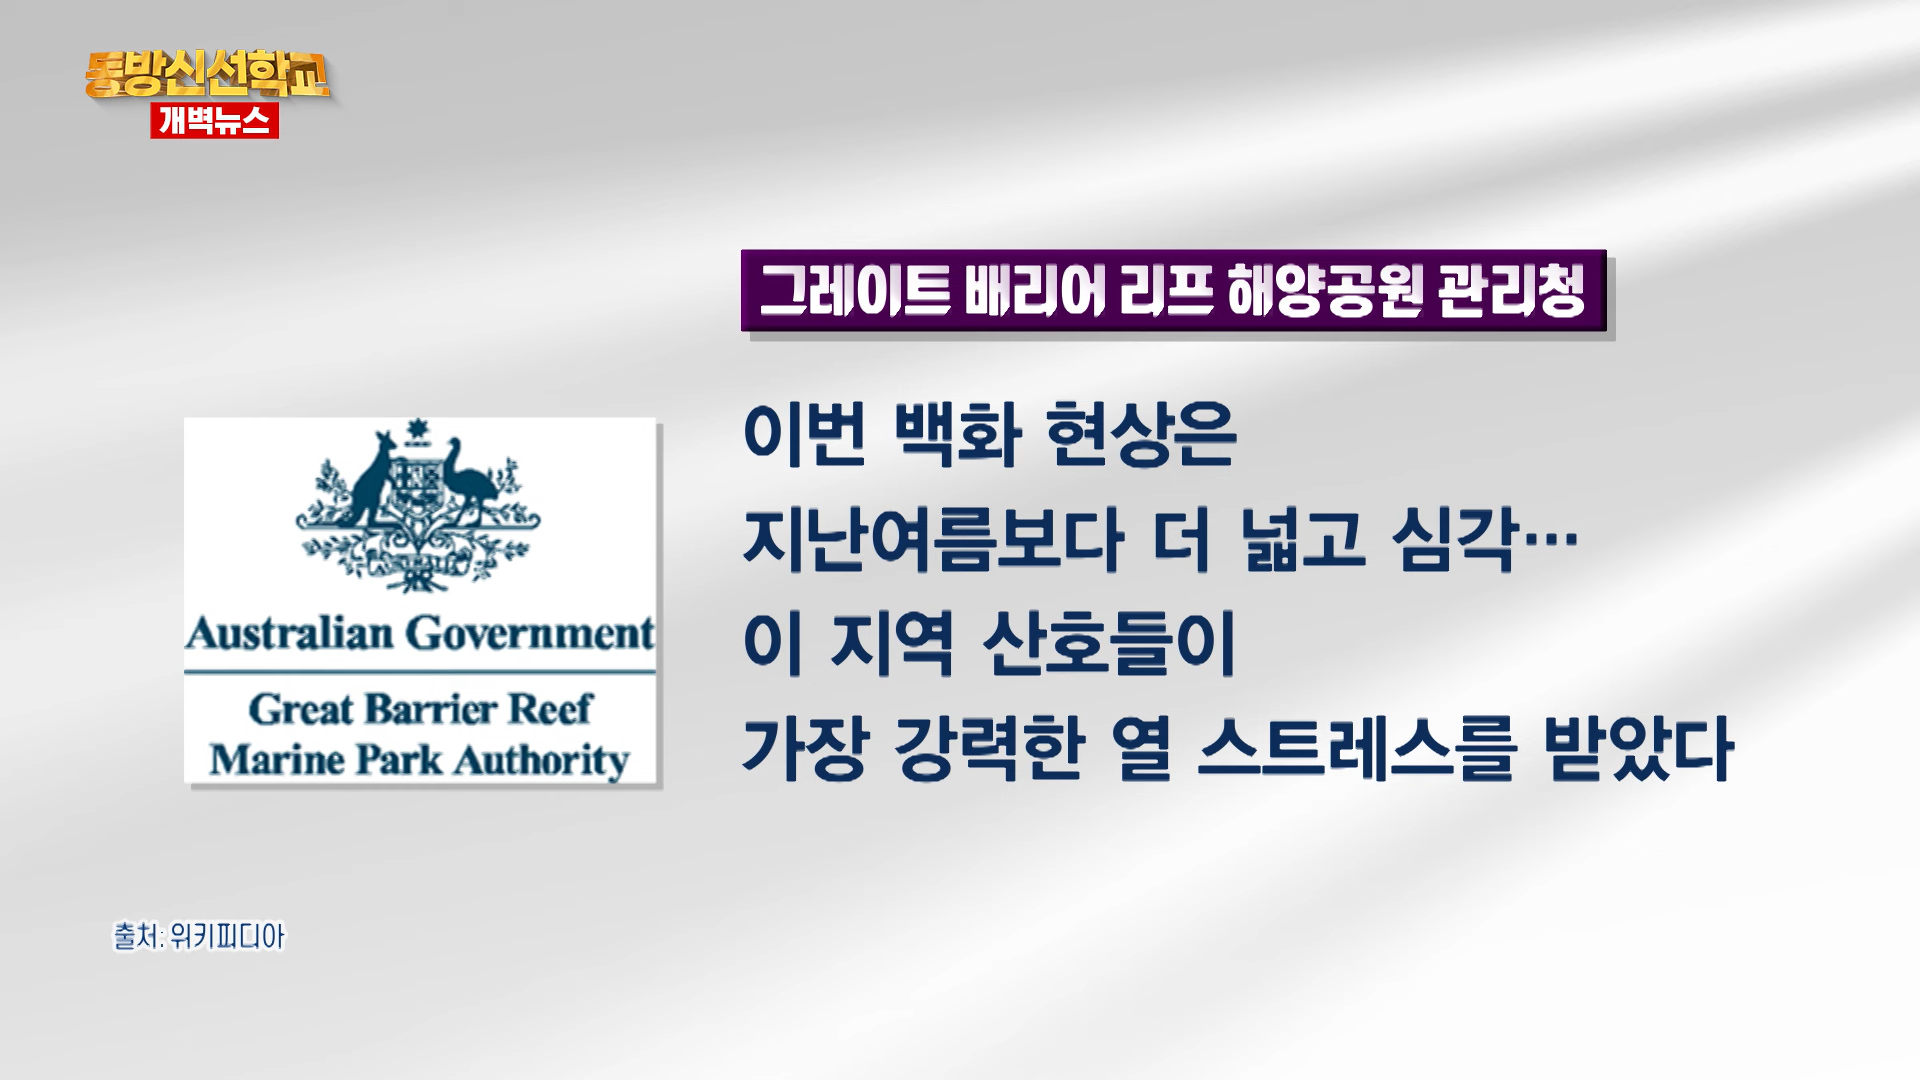 동방신선학교
개벽뉴스
그레이트 배리어 리프 해양공원 관리청
이번 백화 현상은
지난여름보다 더 넓고 심각…
이 지역 산호들이
가장 강력한 열 스트레스를 받았다
AUSTRALIA
Australian Government
Great Barrier Reef
Marine Park Authority
출처: 위키피디아